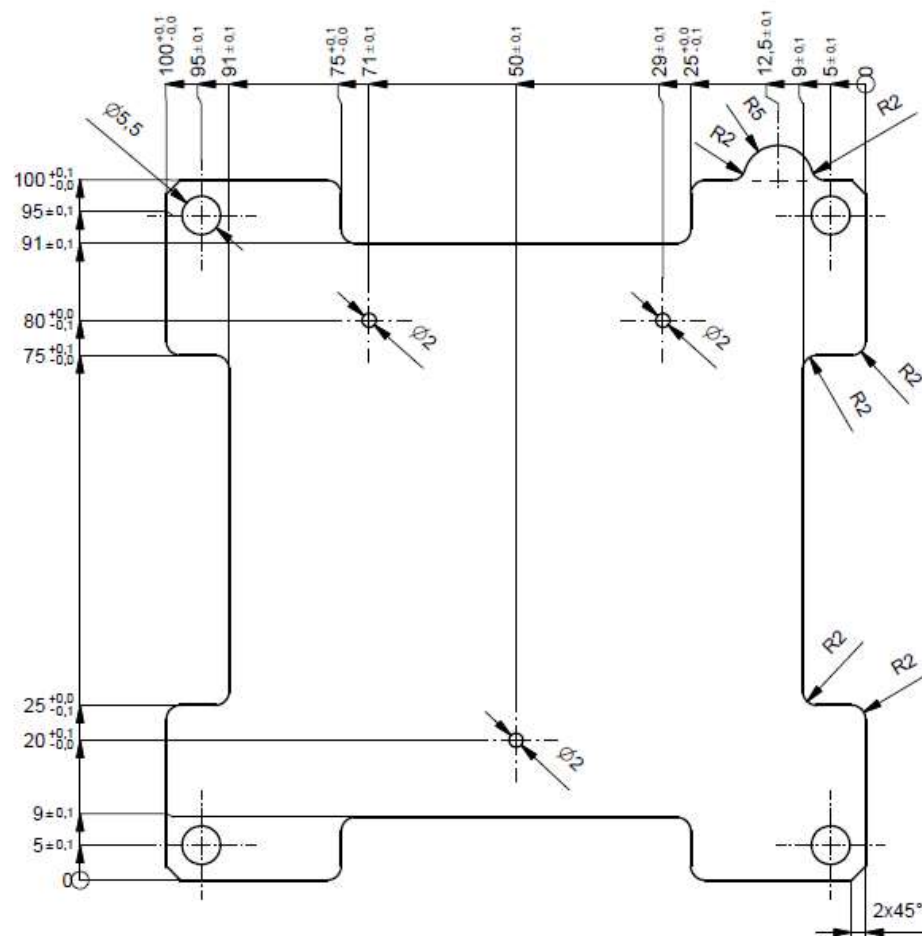 100 +0,1 -0,0
95 ±0,1
91 ±0,1
75 +0,1 -0,0
71 ±0,1
50 ±0,1
29 ±0,1
25 +0,0 -0,1
12,5 ±0,1
9 ±0,1
5 ±0,1
0
Ø5,5
R2
R5
R2
100 +0,1 -0,0
95 ±0,1
91 ±0,1
80 +0,0 -0,1
75 +0,1 -0,0
Ø2
Ø2
R2
R2
R2
R2
25 +0,0 -0,1
20 +0,1 -0,0
Ø2
9 ±0,1
5 ±0,1
0
2x45°